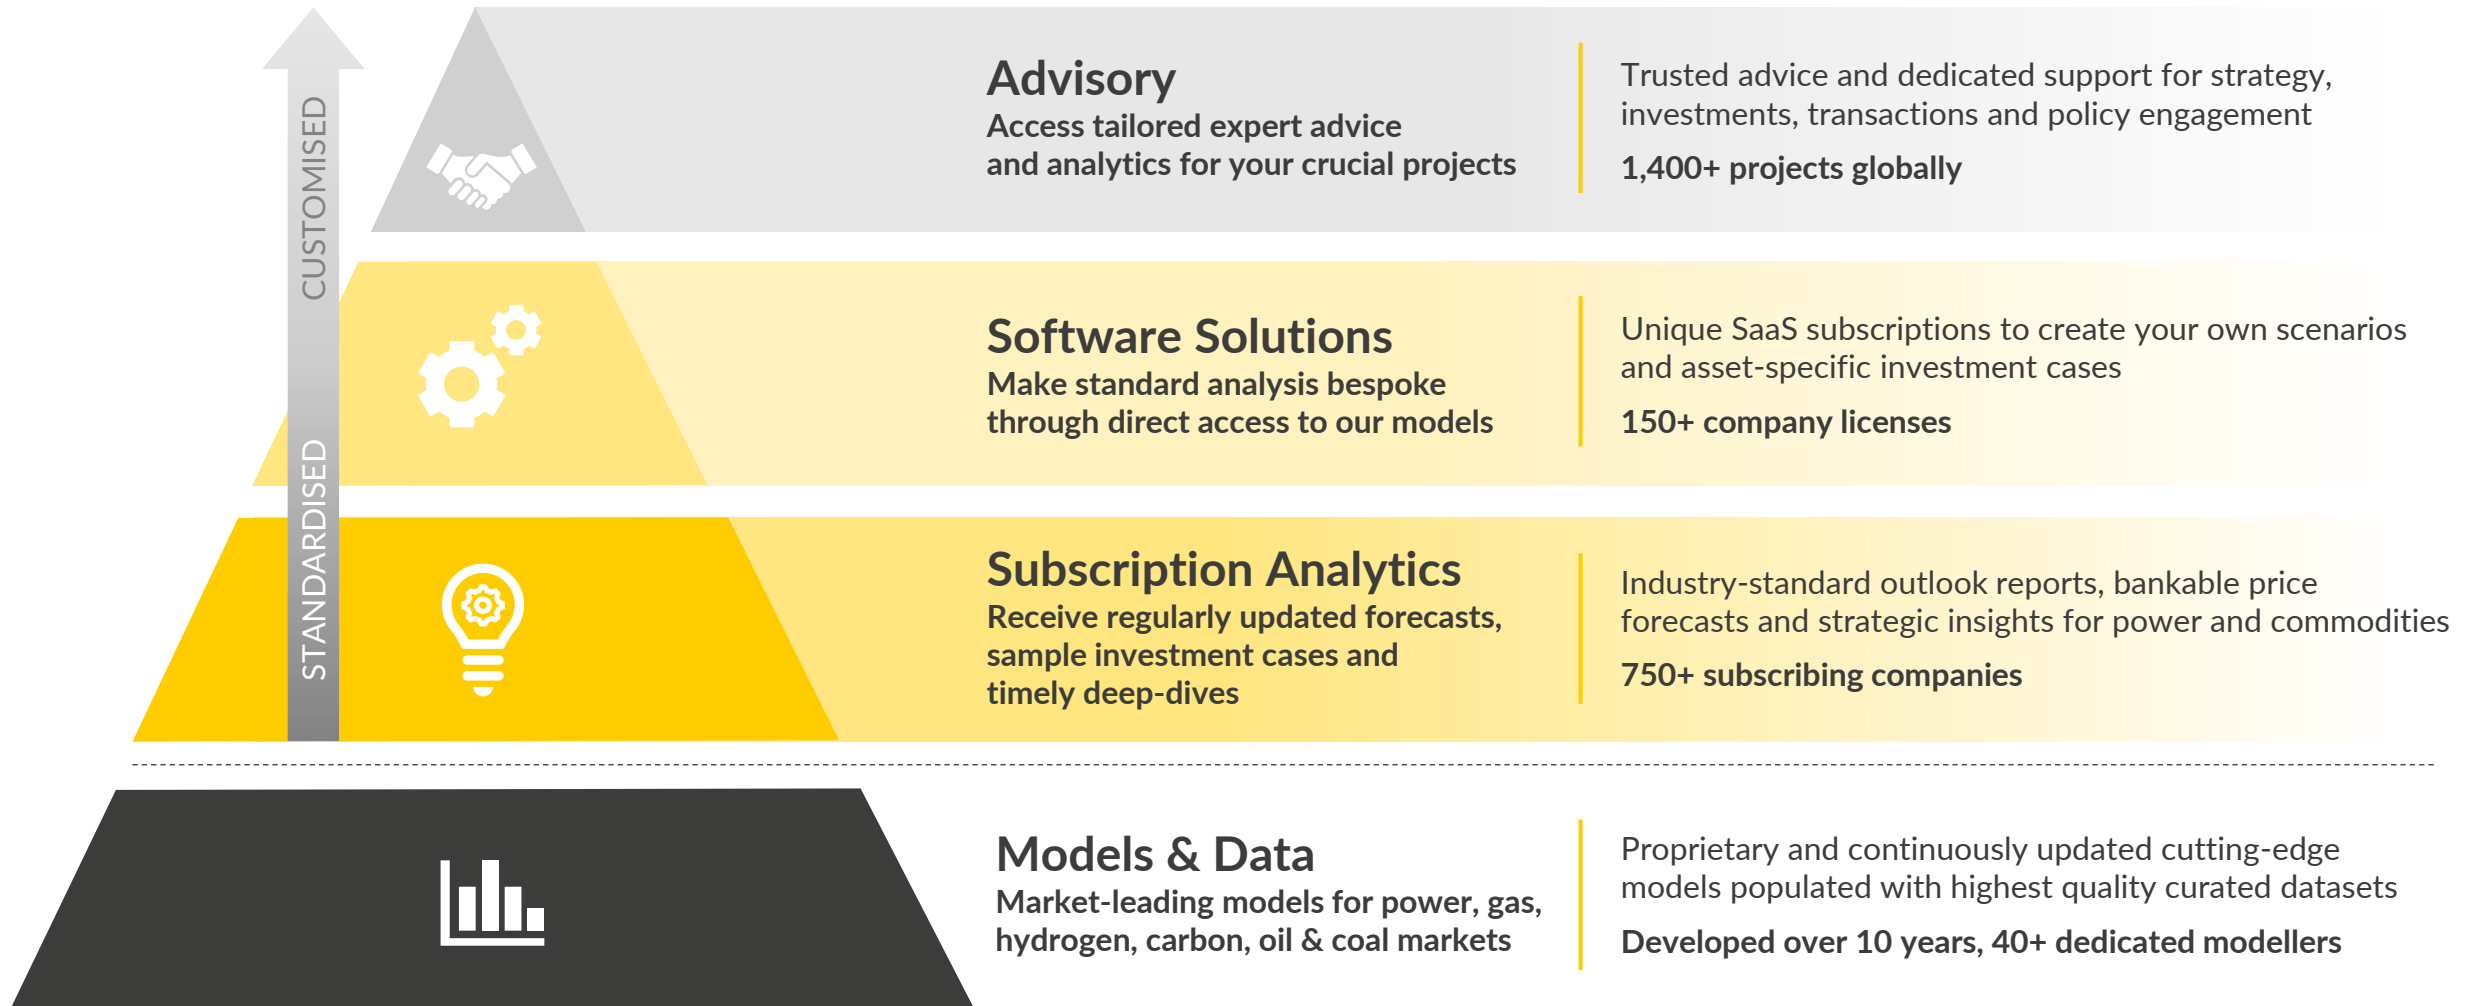 CUSTOMISED
STANDARDISED
Advisory
Access tailored expert advice
and analytics for your crucial projects
Trusted advice and dedicated support for strategy,
investments, transactions and policy engagement
1,400+ projects globally
Software Solutions
Make standard analysis bespoke
through direct access to our models
Unique SaaS subscriptions to create your own scenarios
and asset-specific investment cases
150+ company licenses
Subscription Analytics
Receive regularly updated forecasts,
sample investment cases and
timely deep-dives
Industry-standard outlook reports, bankable price
forecasts and strategic insights for power and commodities
750+ subscribing companies
Models & Data
Market-leading models for power, gas,
hydrogen, carbon, oil & coal markets
Proprietary and continuously updated cutting-edge
models populated with highest quality curated datasets
Developed over 10 years, 40+ dedicated modellers